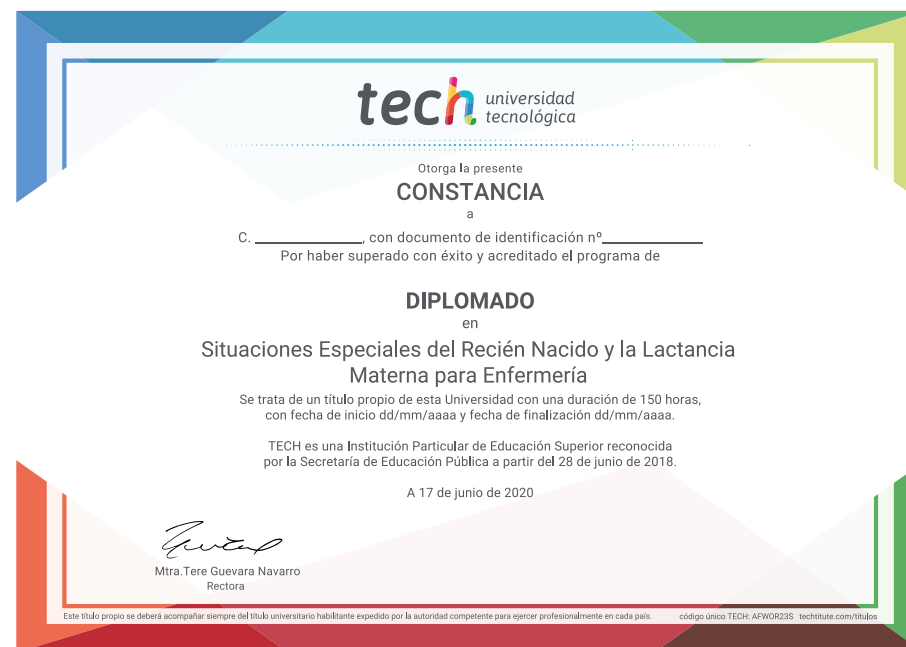 tech universidad
tecnológica
Otorga la presente
CONSTANCIA
a
C. ____________, con documento de identificación nº____________
Por haber superado con éxito y acreditado el programa de
DIPLOMADO
en
Situaciones Especiales del Recién Nacido y la Lactancia
Materna para Enfermería
Se trata de un título propio de esta Universidad con una duración de 150 horas,
con fecha de inicio dd/mm/aaaa y fecha de finalización dd/mm/aaaa.
TECH es una Institución Particular de Educación Superior reconocida
por la Secretaría de Educación Pública a partir del 28 de junio de 2018.
A 17 de junio de 2020
Mtra.Tere Guevara Navarro
Rectora
Este título propio se deberá acompañar siempre del título universitario habilitante expedido por la autoridad competente para ejercer profesionalmente en cada país. código único TECH: AFWOR23S techtitute.com/titulos